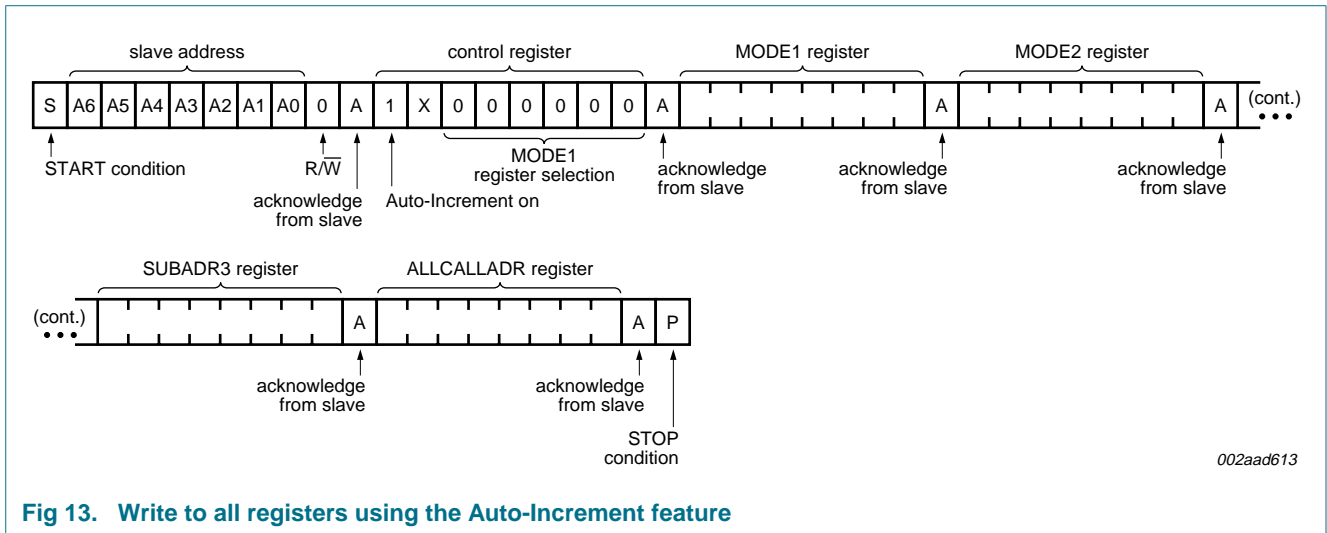 slave address control register MODE1 register MODE2 register
S A6 A5 A4 A3 A2 A1 A0 0 A 1 X 0 0 0 0 0 0 A A A (cont.)
START condition
R/W̅
acknowledge
from slave
Auto-Increment on
MODE1
register selection
acknowledge
from slave
acknowledge
from slave
acknowledge
from slave
SUBADR3 register ALLCALLADR register
(cont.) A A P
acknowledge
from slave
acknowledge
from slave
STOP
condition
002aad613
Fig 13. Write to all registers using the Auto-Increment feature